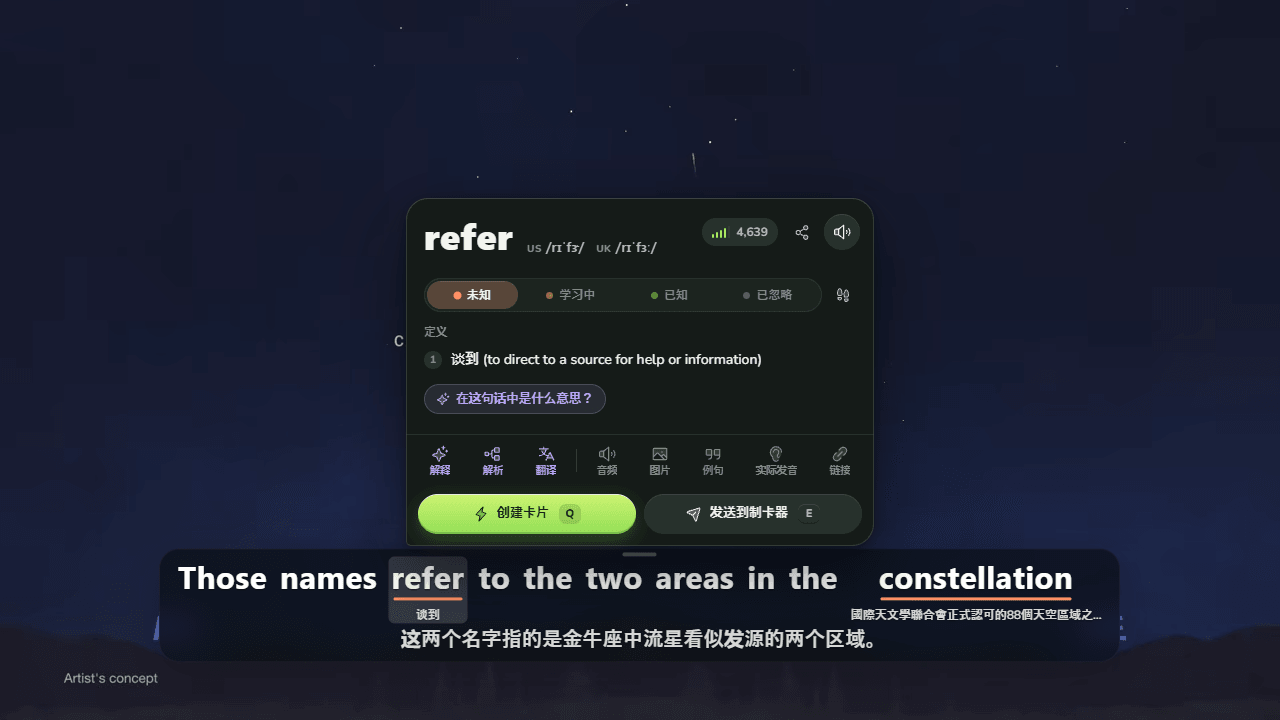 refer US /rɪˈfɝ/ UK /rɪˈfɜː/ 4,639
未知 学习中 已知 已忽略
定义
C
1 谈到 (to direct to a source for help or information)
在这句话中是什么意思？
解释 解析 翻译 音频 图片 例句 实际发音 链接
创建卡片 Q 发送到制卡器 E
Those names refer to the two areas in the constellation
谈到 國際天文學聯合會正式認可的88個天空區域之...
这两个名字指的是金牛座中流星看似发源的两个区域。
Artist's concept